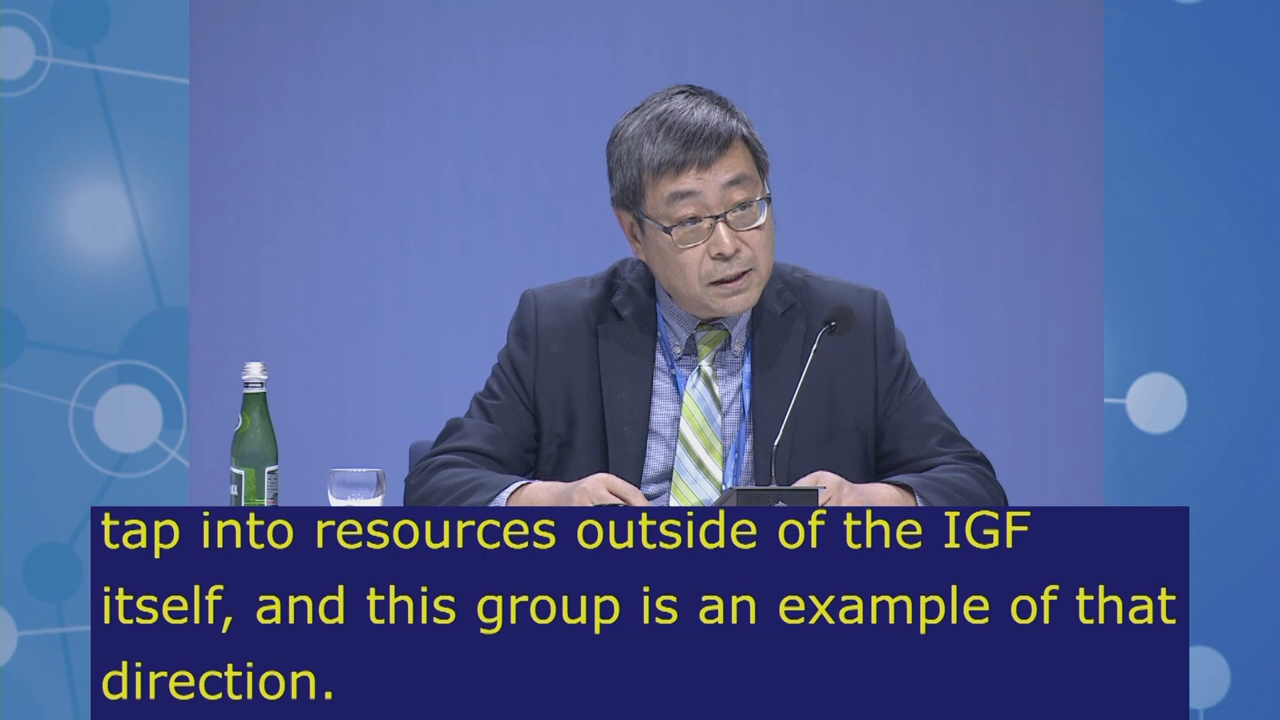 tap into resources outside of the IGF
itself, and this group is an example of that
direction.